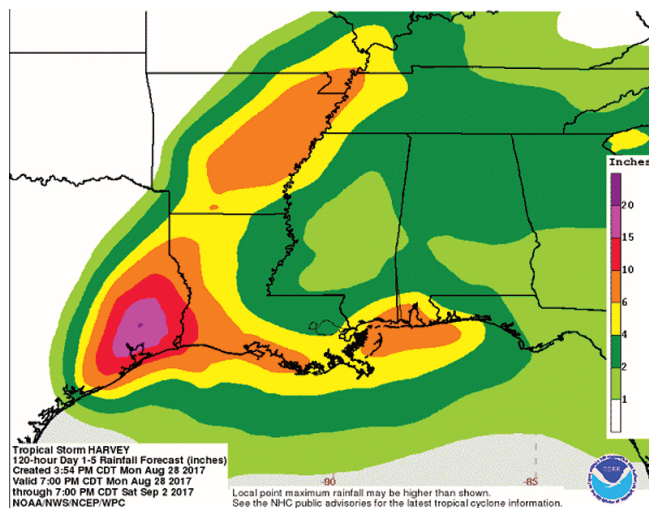 Inches
20
15
10
6
4
2
1
-90
-85
Tropical Storm HARVEY
120-hour Day 1-5 Rainfall Forecast (inches)
Created 3:54 PM CDT Mon Aug 28 2017
Valid 7:00 PM CDT Mon Aug 28 2017
through 7:00 PM CDT Sat Sep 2 2017
NOAA/NWS/NCEP/WPC
Local point maximum rainfall may be higher than shown.
See the NHC public advisories for the latest tropical cyclone information.